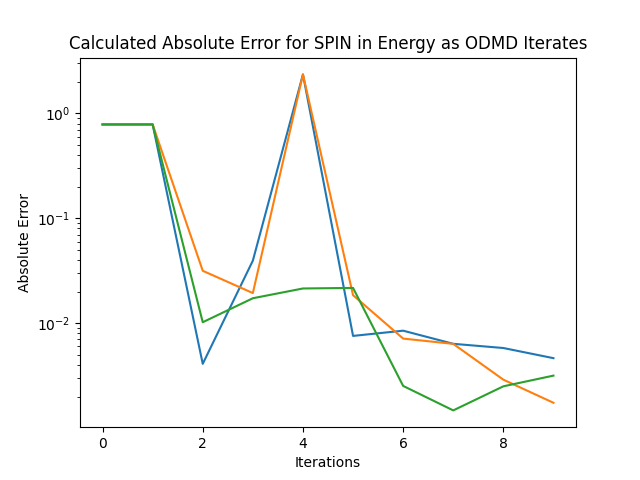 Calculated Absolute Error for SPIN in Energy as ODMD Iterates
Absolute Error
10⁰
10⁻¹
10⁻²
0 2 4 6 8
Iterations